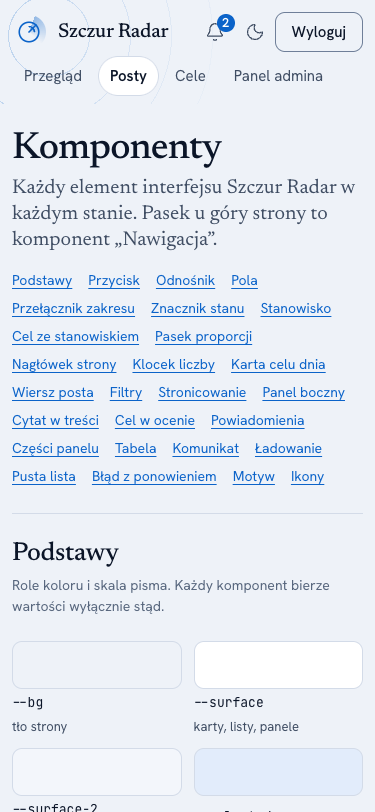 Szczur Radar
2
Wyloguj
Przegląd Posty Cele Panel admina
Komponenty
Każdy element interfejsu Szczur Radar w
każdym stanie. Pasek u góry strony to
komponent „Nawigacja”.
Podstawy Przycisk Odnośnik Pola
Przełącznik zakresu Znacznik stanu Stanowisko
Cel ze stanowiskiem Pasek proporcji
Nagłówek strony Klocek liczby Karta celu dnia
Wiersz posta Filtry Stronicowanie Panel boczny
Cytat w treści Cel w ocenie Powiadomienia
Części panelu Tabela Komunikat Ładowanie
Pusta lista Błąd z ponowieniem Motyw Ikony
Podstawy
Role koloru i skala pisma. Każdy komponent bierze
wartości wyłącznie stąd.
--bg --surface
tło strony karty, listy, panele
--surface-2